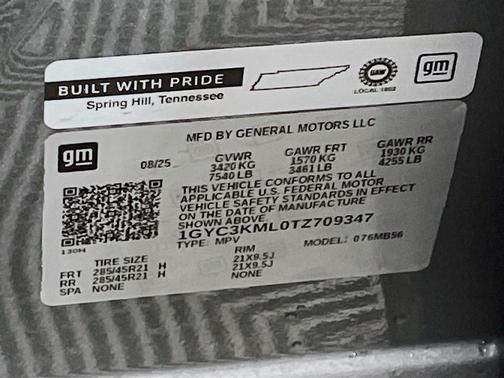 BUILT WITH PRIDE
Spring Hill, Tennessee
UAW
LOCAL 1853
gm
MFD BY GENERAL MOTORS LLC
gm
08/25 GVWR GAWR FRT GAWR RR
3420 KG 1570 KG 1930 KG
7540 LB 3461 LB 4255 LB
THIS VEHICLE CONFORMS TO ALL
APPLICABLE U.S. FEDERAL MOTOR
VEHICLE SAFETY STANDARDS IN EFFECT
ON THE DATE OF MANUFACTURE
SHOWN ABOVE.
1GYC3KML0TZ709347
TYPE: MPV MODEL: 076MB56
130H
TIRE SIZE RIM
FRT 285/45R21 H 21X9.5J
RR 285/45R21 H 21X9.5J
SPA NONE NONE